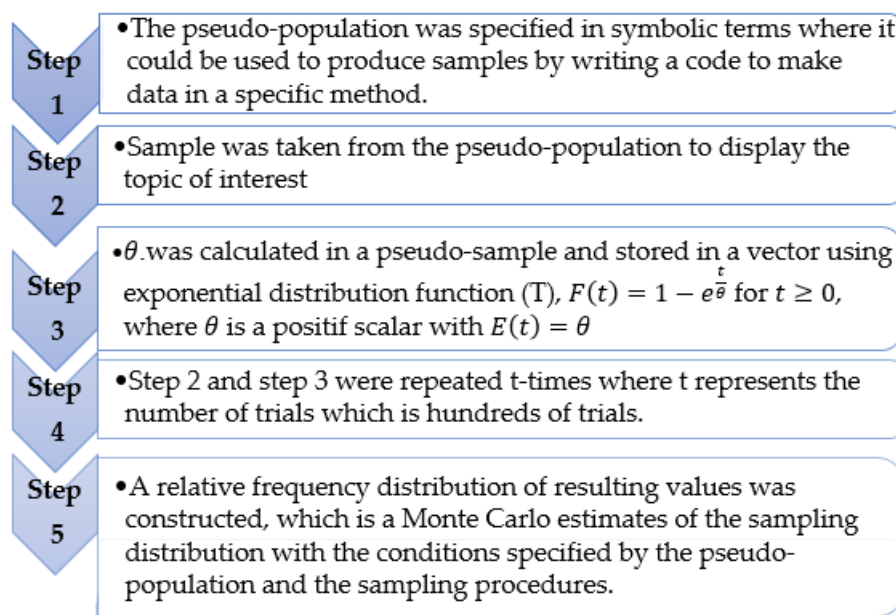 Step 1
•The pseudo-population was specified in symbolic terms where it
could be used to produce samples by writing a code to make
data in a specific method.
Step 2
•Sample was taken from the pseudo-population to display the
topic of interest
Step 3
•θ.was calculated in a pseudo-sample and stored in a vector using
exponential distribution function (T), F(t) = 1 − e^{t/θ} for t ≥ 0,
where θ is a positif scalar with E(t) = θ
Step 4
•Step 2 and step 3 were repeated t-times where t represents the
number of trials which is hundreds of trials.
Step 5
•A relative frequency distribution of resulting values was
constructed, which is a Monte Carlo estimates of the sampling
distribution with the conditions specified by the pseudo-
population and the sampling procedures.